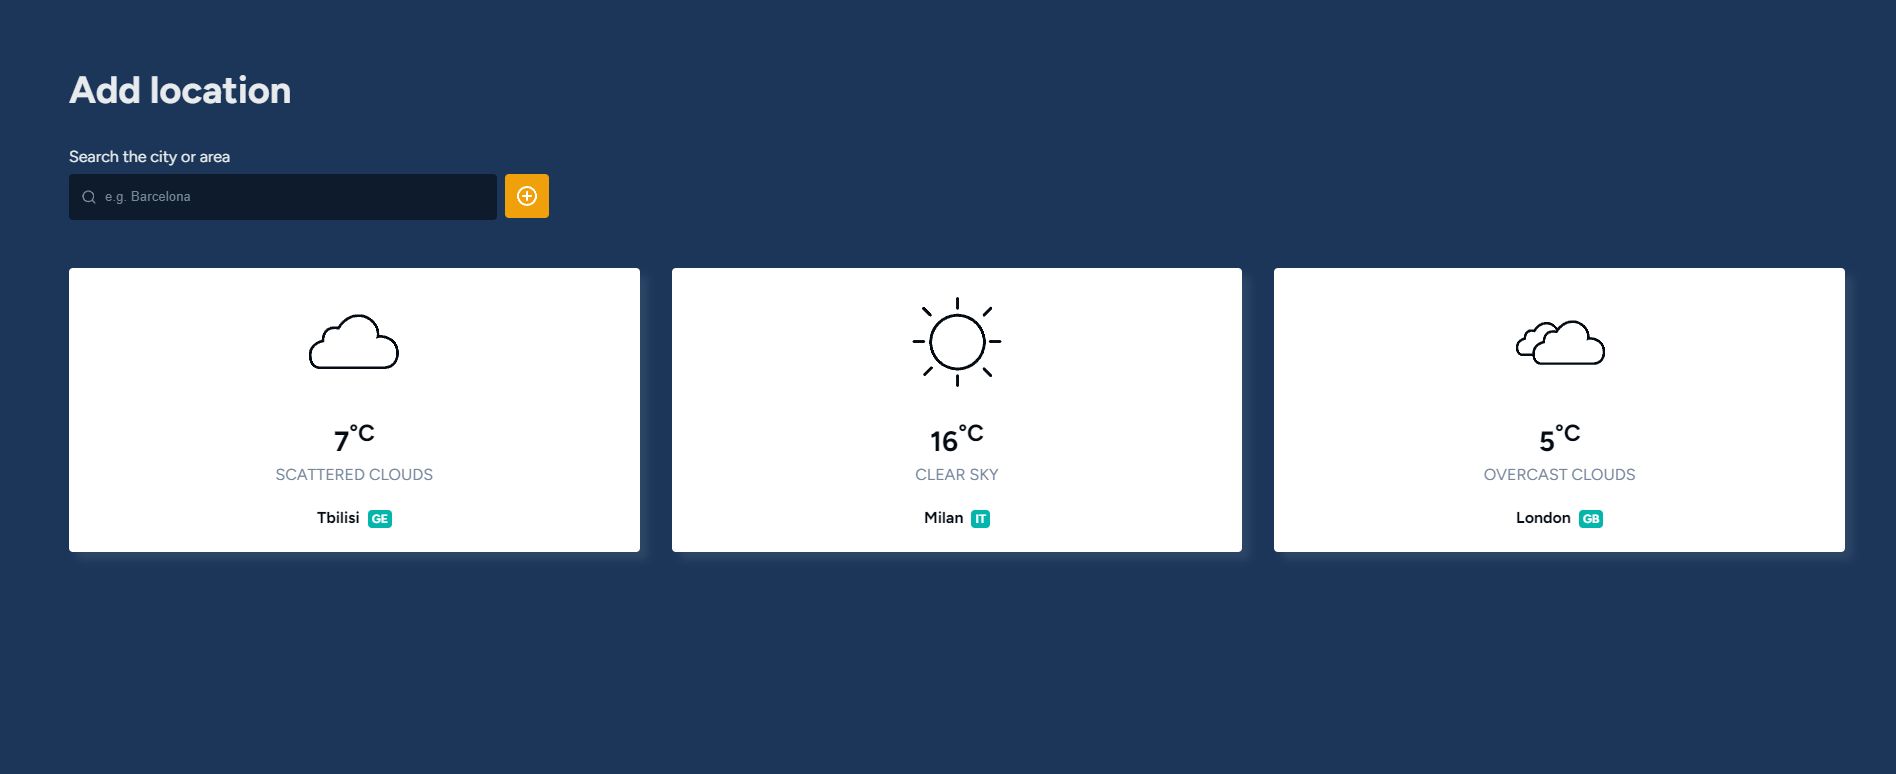 Add location
Search the city or area
e.g. Barcelona
7°C
SCATTERED CLOUDS
Tbilisi GE
16°C
CLEAR SKY
Milan IT
5°C
OVERCAST CLOUDS
London GB